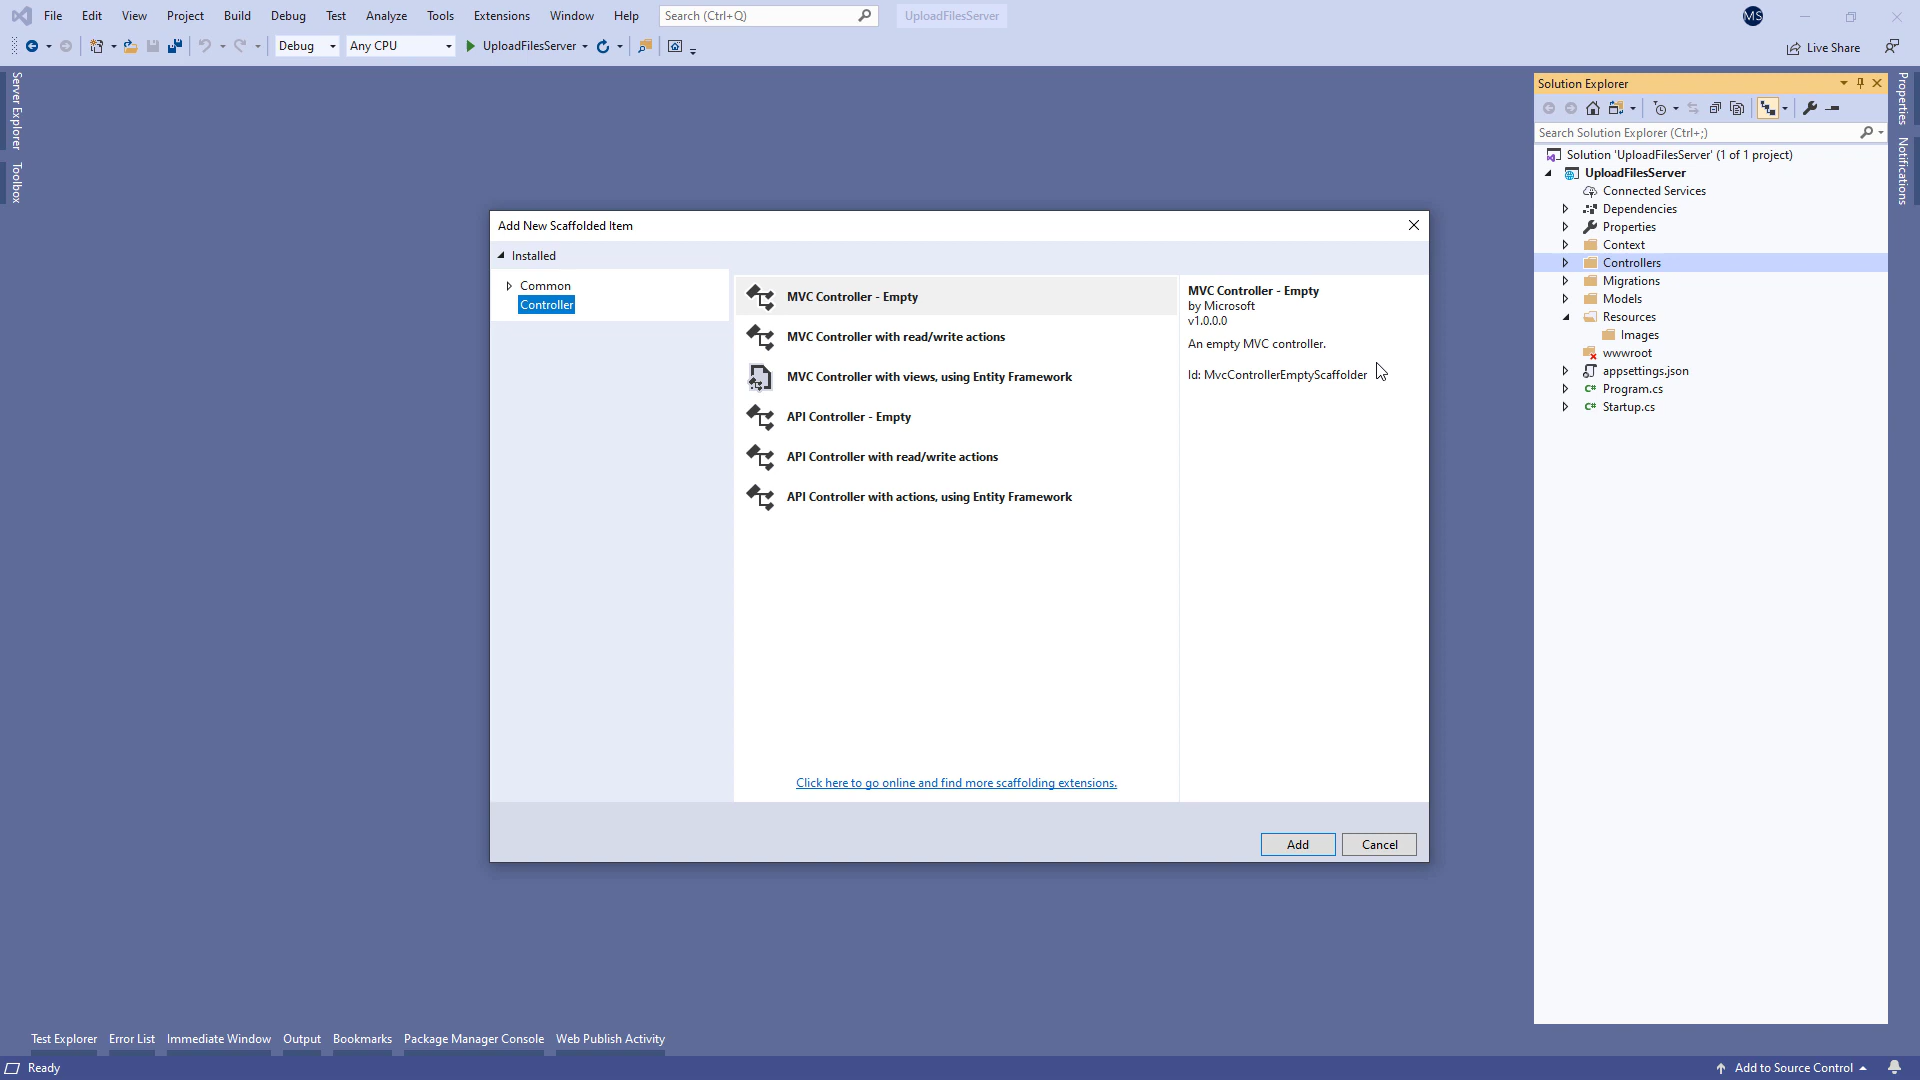 File Edit View Project Build Debug Test Analyze Tools Extensions Window Help Search (Ctrl+Q) UploadFilesServer MS
Debug Any CPU UploadFilesServer Live Share
Server Explorer
Toolbox
Solution Explorer
Search Solution Explorer (Ctrl+;)
Solution 'UploadFilesServer' (1 of 1 project)
UploadFilesServer
Connected Services
Dependencies
Properties
Context
Controllers
Migrations
Models
Resources
Images
wwwroot
appsettings.json
C# Program.cs
C# Startup.cs
Properties
Notifications
Add New Scaffolded Item
Installed
Common
Controller
MVC Controller - Empty
MVC Controller with read/write actions
MVC Controller with views, using Entity Framework
API Controller - Empty
API Controller with read/write actions
API Controller with actions, using Entity Framework
Click here to go online and find more scaffolding extensions.
MVC Controller - Empty
by Microsoft
v1.0.0.0
An empty MVC controller.
Id: MvcControllerEmptyScaffolder
Add Cancel
Test Explorer Error List Immediate Window Output Bookmarks Package Manager Console Web Publish Activity
Ready Add to Source Control